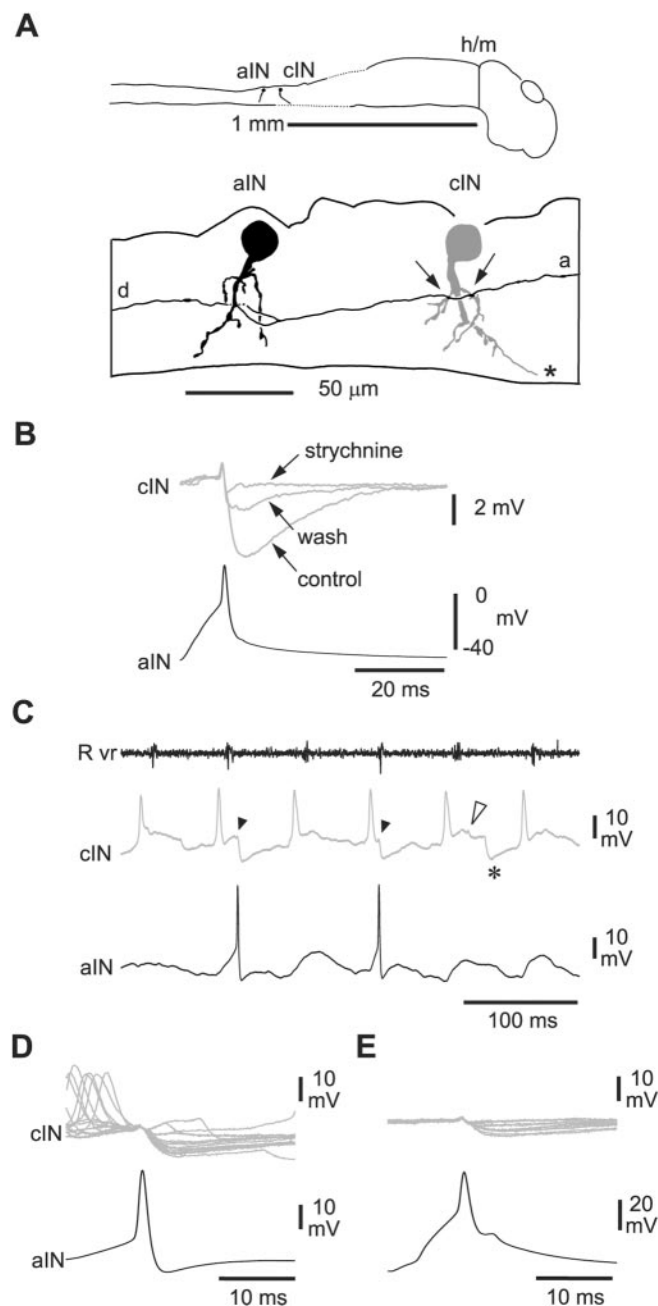 A
h/m
aIN cIN
1 mm
aIN cIN
d a
*
50 μm
B
strychnine
cIN
2 mV
wash
control
0
mV
-40
aIN
20 ms
C
R vr
10
mV
cIN
*
10
mV
aIN
100 ms
D E
10
mV
10
mV
cIN
10
mV
20
mV
aIN
10 ms 10 ms